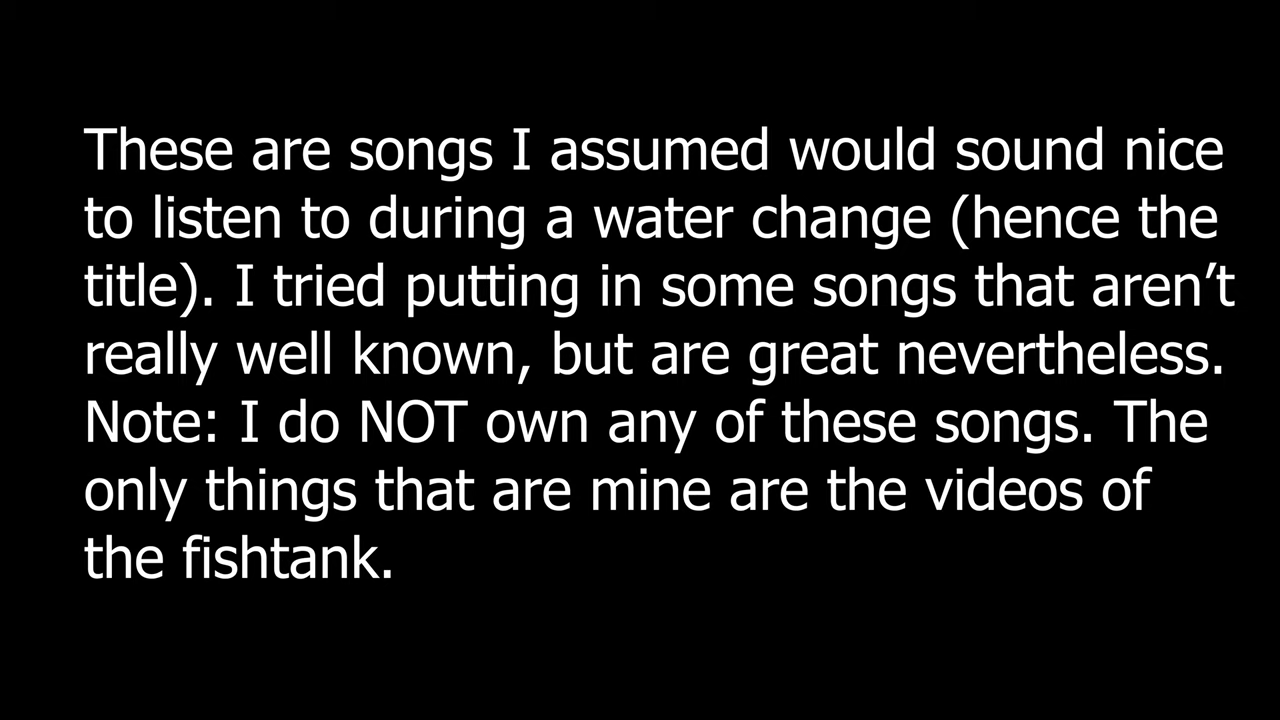 These are songs I assumed would sound nice
to listen to during a water change (hence the
title). I tried putting in some songs that aren’t
really well known, but are great nevertheless.
Note: I do NOT own any of these songs. The
only things that are mine are the videos of
the fishtank.